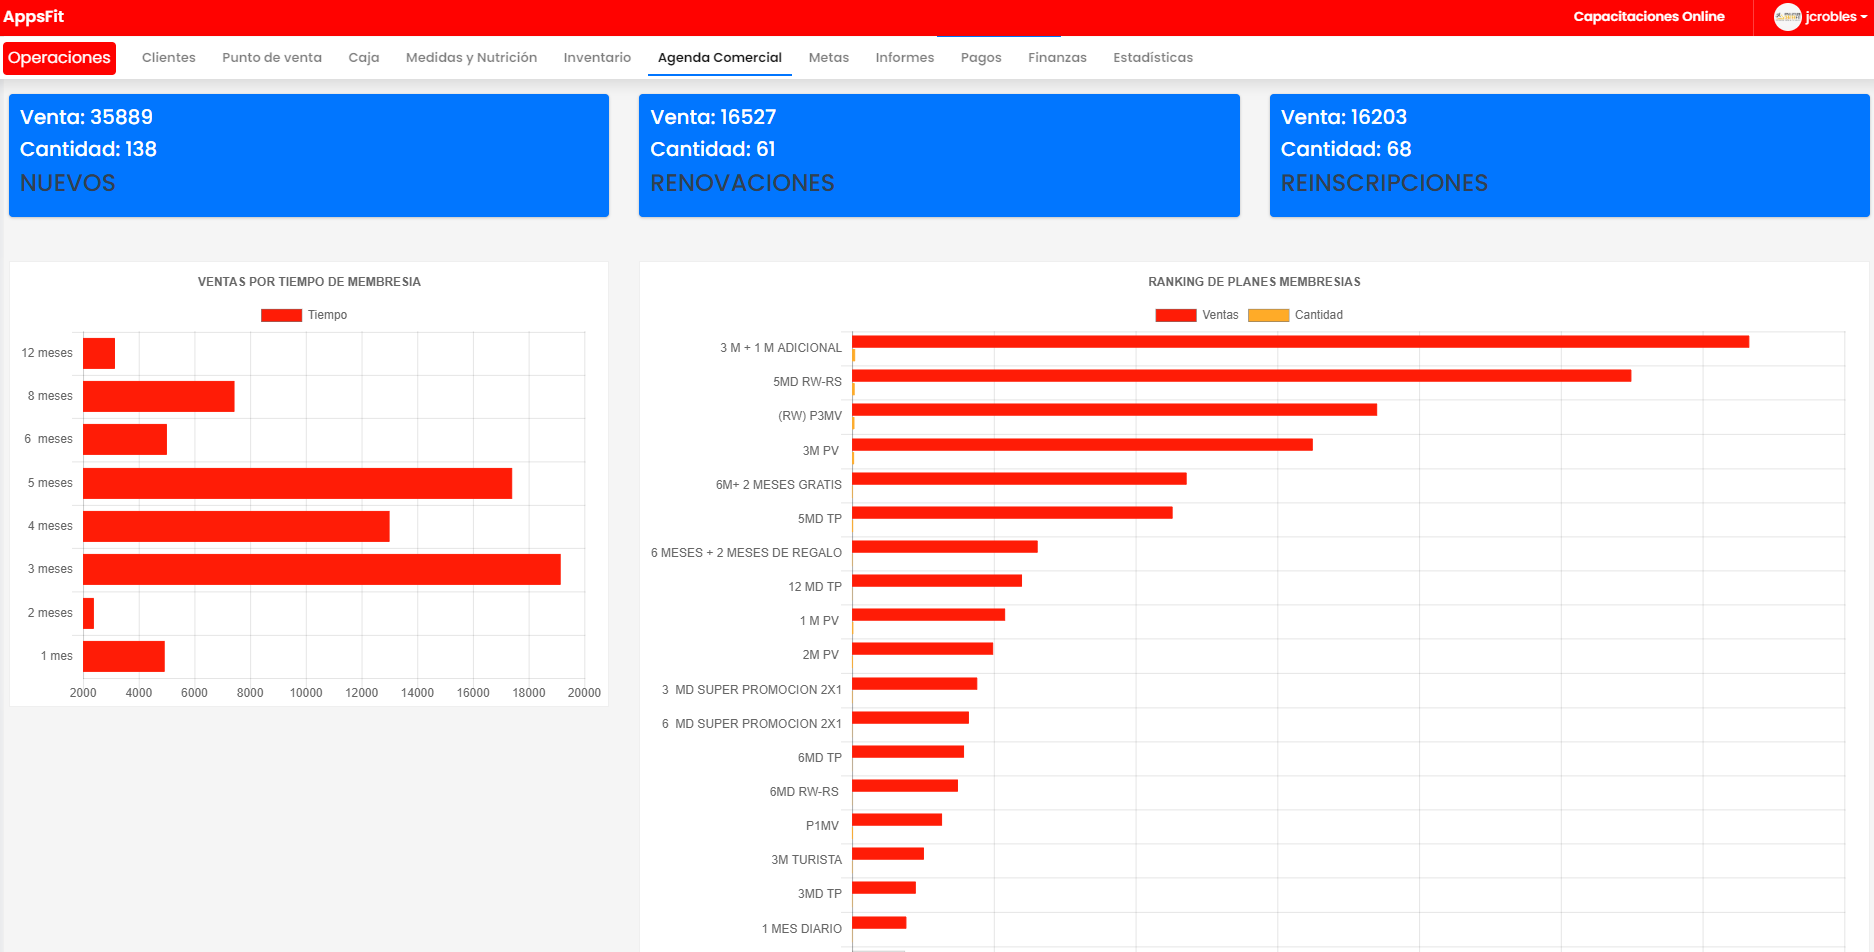 AppsFit
Capacitaciones Online
jcrobles
Operaciones
Clientes
Punto de venta
Caja
Medidas y Nutrición
Inventario
Agenda Comercial
Metas
Informes
Pagos
Finanzas
Estadísticas
Venta: 35889
Cantidad: 138
NUEVOS
Venta: 16527
Cantidad: 61
RENOVACIONES
Venta: 16203
Cantidad: 68
REINSCRIPCIONES
VENTAS POR TIEMPO DE MEMBRESIA
Tiempo
12 meses
8 meses
6 meses
5 meses
4 meses
3 meses
2 meses
1 mes
2000 4000 6000 8000 10000 12000 14000 16000 18000 20000
RANKING DE PLANES MEMBRESIAS
Ventas Cantidad
3 M + 1 M ADICIONAL
5MD RW-RS
(RW) P3MV
3M PV
6M+ 2 MESES GRATIS
5MD TP
6 MESES + 2 MESES DE REGALO
12 MD TP
1 M PV
2M PV
3 MD SUPER PROMOCION 2X1
6 MD SUPER PROMOCION 2X1
6MD TP
6MD RW-RS
P1MV
3M TURISTA
3MD TP
1 MES DIARIO